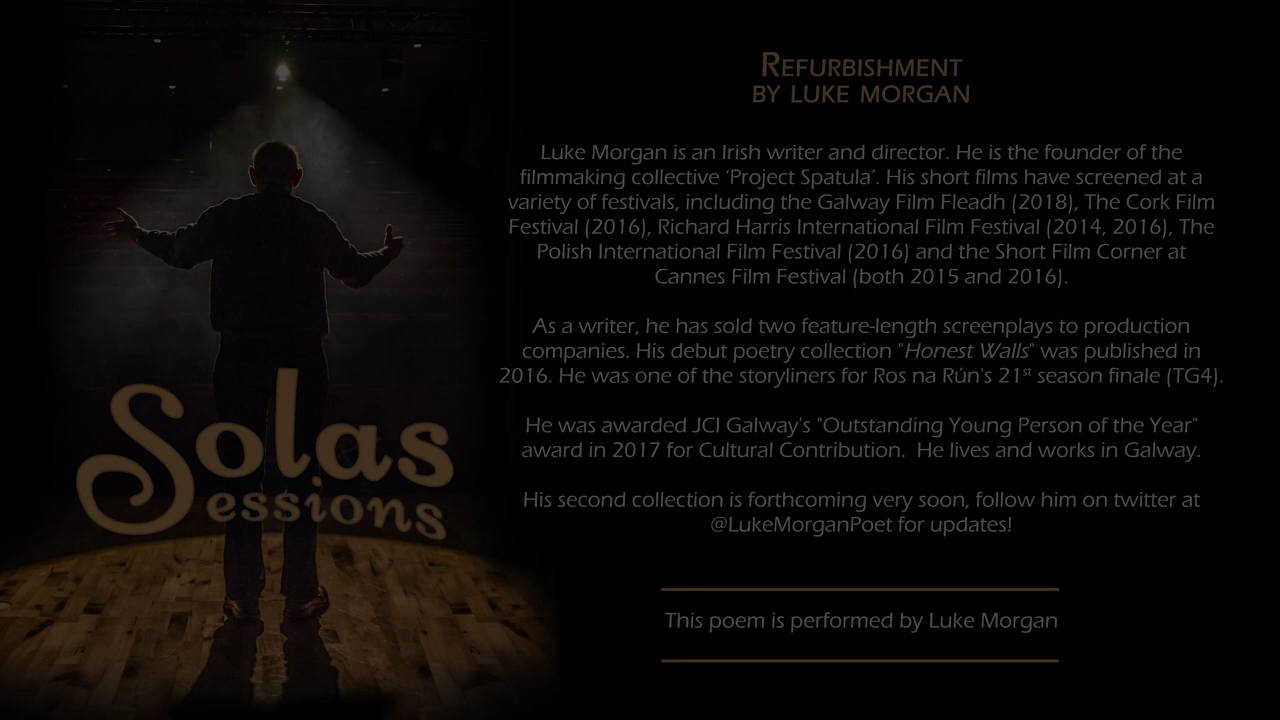 Refurbishment
by Luke Morgan
Luke Morgan is an Irish writer and director. He is the founder of the
filmmaking collective ‘Project Spatula’. His short films have screened at a
variety of festivals, including the Galway Film Fleadh (2018), The Cork Film
Festival (2016), Richard Harris International Film Festival (2014, 2016), The
Polish International Film Festival (2016) and the Short Film Corner at
Cannes Film Festival (both 2015 and 2016).
As a writer, he has sold two feature-length screenplays to production
companies. His debut poetry collection "Honest Walls" was published in
2016. He was one of the storyliners for Ros na Rún's 21st season finale (TG4).
He was awarded JCI Galway's "Outstanding Young Person of the Year"
award in 2017 for Cultural Contribution.  He lives and works in Galway.
His second collection is forthcoming very soon, follow him on twitter at
@LukeMorganPoet for updates!
This poem is performed by Luke Morgan
Solas
Sessions